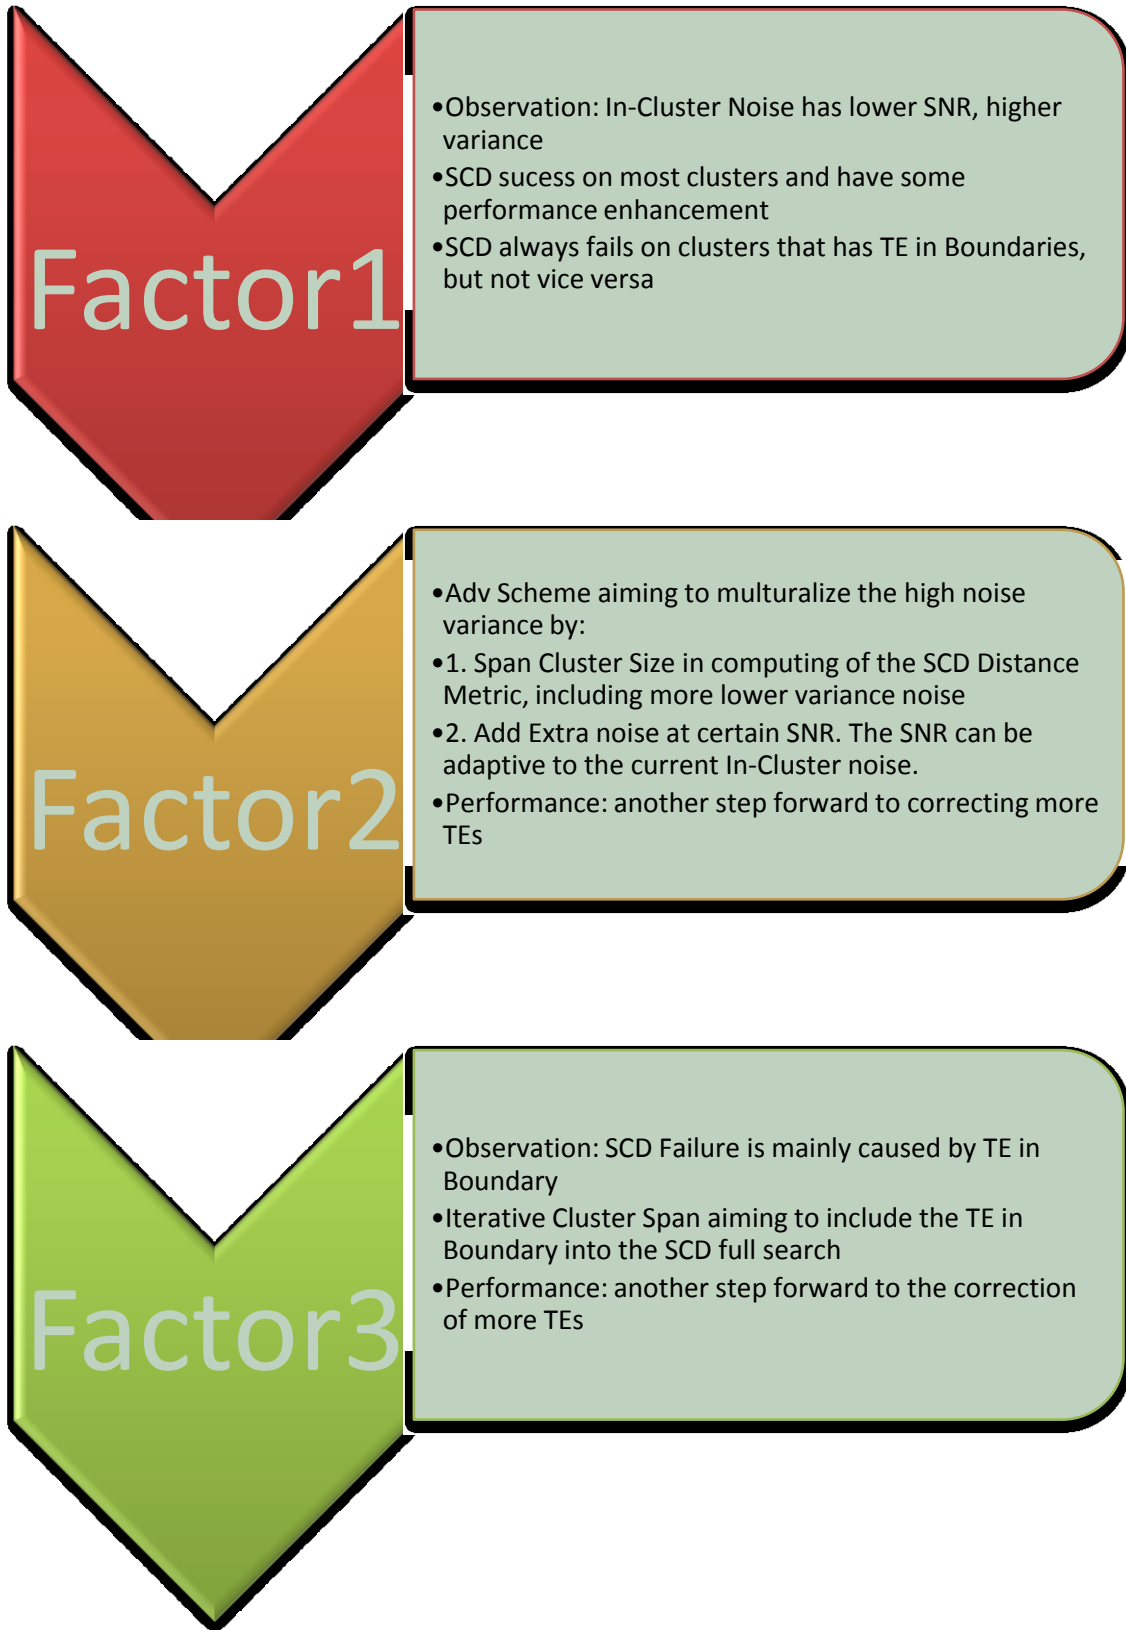 Factor1
•Observation: In-Cluster Noise has lower SNR, higher
variance
•SCD sucess on most clusters and have some
performance enhancement
•SCD always fails on clusters that has TE in Boundaries,
but not vice versa
Factor2
•Adv Scheme aiming to multuralize the high noise
variance by:
•1. Span Cluster Size in computing of the SCD Distance
Metric, including more lower variance noise
•2. Add Extra noise at certain SNR. The SNR can be
adaptive to the current In-Cluster noise.
•Performance: another step forward to correcting more
TEs
Factor3
•Observation: SCD Failure is mainly caused by TE in
Boundary
•Iterative Cluster Span aiming to include the TE in
Boundary into the SCD full search
•Performance: another step forward to the correction
of more TEs